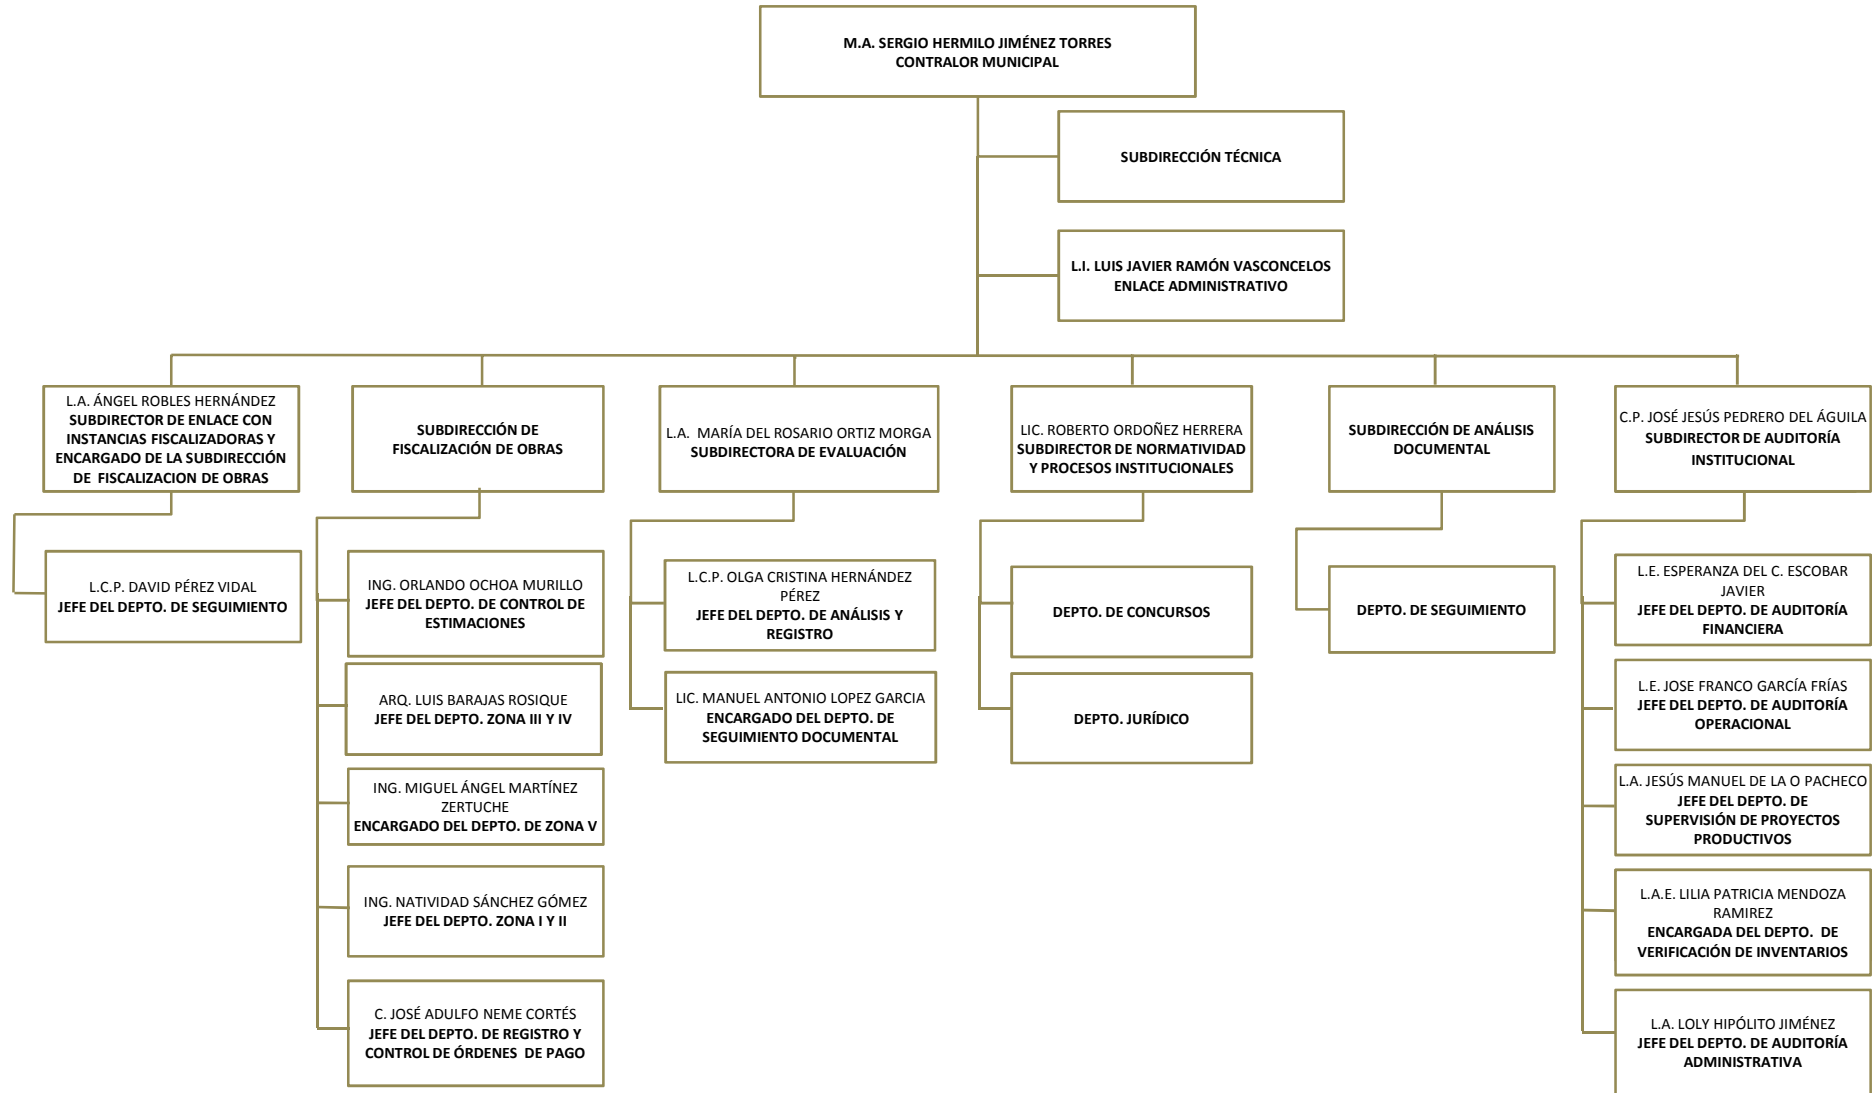 M.A. SERGIO HERMILO JIMÉNEZ TORRES
CONTRALOR MUNICIPAL
SUBDIRECCIÓN TÉCNICA
L.I. LUIS JAVIER RAMÓN VASCONCELOS
ENLACE ADMINISTRATIVO
L.A. ÁNGEL ROBLES HERNÁNDEZ
SUBDIRECTOR DE ENLACE CON
INSTANCIAS FISCALIZADORAS Y
ENCARGADO DE LA SUBDIRECCIÓN
DE FISCALIZACION DE OBRAS
SUBDIRECCIÓN DE
FISCALIZACIÓN DE OBRAS
L.A. MARÍA DEL ROSARIO ORTIZ MORGA
SUBDIRECTORA DE EVALUACIÓN
LIC. ROBERTO ORDOÑEZ HERRERA
SUBDIRECTOR DE NORMATIVIDAD
Y PROCESOS INSTITUCIONALES
SUBDIRECCIÓN DE ANÁLISIS
DOCUMENTAL
C.P. JOSÉ JESÚS PEDRERO DEL ÁGUILA
SUBDIRECTOR DE AUDITORÍA
INSTITUCIONAL
L.C.P. DAVID PÉREZ VIDAL
JEFE DEL DEPTO. DE SEGUIMIENTO
ING. ORLANDO OCHOA MURILLO
JEFE DEL DEPTO. DE CONTROL DE
ESTIMACIONES
ARQ. LUIS BARAJAS ROSIQUE
JEFE DEL DEPTO. ZONA III Y IV
ING. MIGUEL ÁNGEL MARTÍNEZ
ZERTUCHE
ENCARGADO DEL DEPTO. DE ZONA V
ING. NATIVIDAD SÁNCHEZ GÓMEZ
JEFE DEL DEPTO. ZONA I Y II
C. JOSÉ ADULFO NEME CORTÉS
JEFE DEL DEPTO. DE REGISTRO Y
CONTROL DE ÓRDENES DE PAGO
L.C.P. OLGA CRISTINA HERNÁNDEZ
PÉREZ
JEFE DEL DEPTO. DE ANÁLISIS Y
REGISTRO
LIC. MANUEL ANTONIO LOPEZ GARCIA
ENCARGADO DEL DEPTO. DE
SEGUIMIENTO DOCUMENTAL
DEPTO. DE CONCURSOS
DEPTO. JURÍDICO
DEPTO. DE SEGUIMIENTO
L.E. ESPERANZA DEL C. ESCOBAR
JAVIER
JEFE DEL DEPTO. DE AUDITORÍA
FINANCIERA
L.E. JOSE FRANCO GARCÍA FRÍAS
JEFE DEL DEPTO. DE AUDITORÍA
OPERACIONAL
L.A. JESÚS MANUEL DE LA O PACHECO
JEFE DEL DEPTO. DE
SUPERVISIÓN DE PROYECTOS
PRODUCTIVOS
L.A.E. LILIA PATRICIA MENDOZA
RAMIREZ
ENCARGADA DEL DEPTO. DE
VERIFICACIÓN DE INVENTARIOS
L.A. LOLY HIPÓLITO JIMÉNEZ
JEFE DEL DEPTO. DE AUDITORÍA
ADMINISTRATIVA